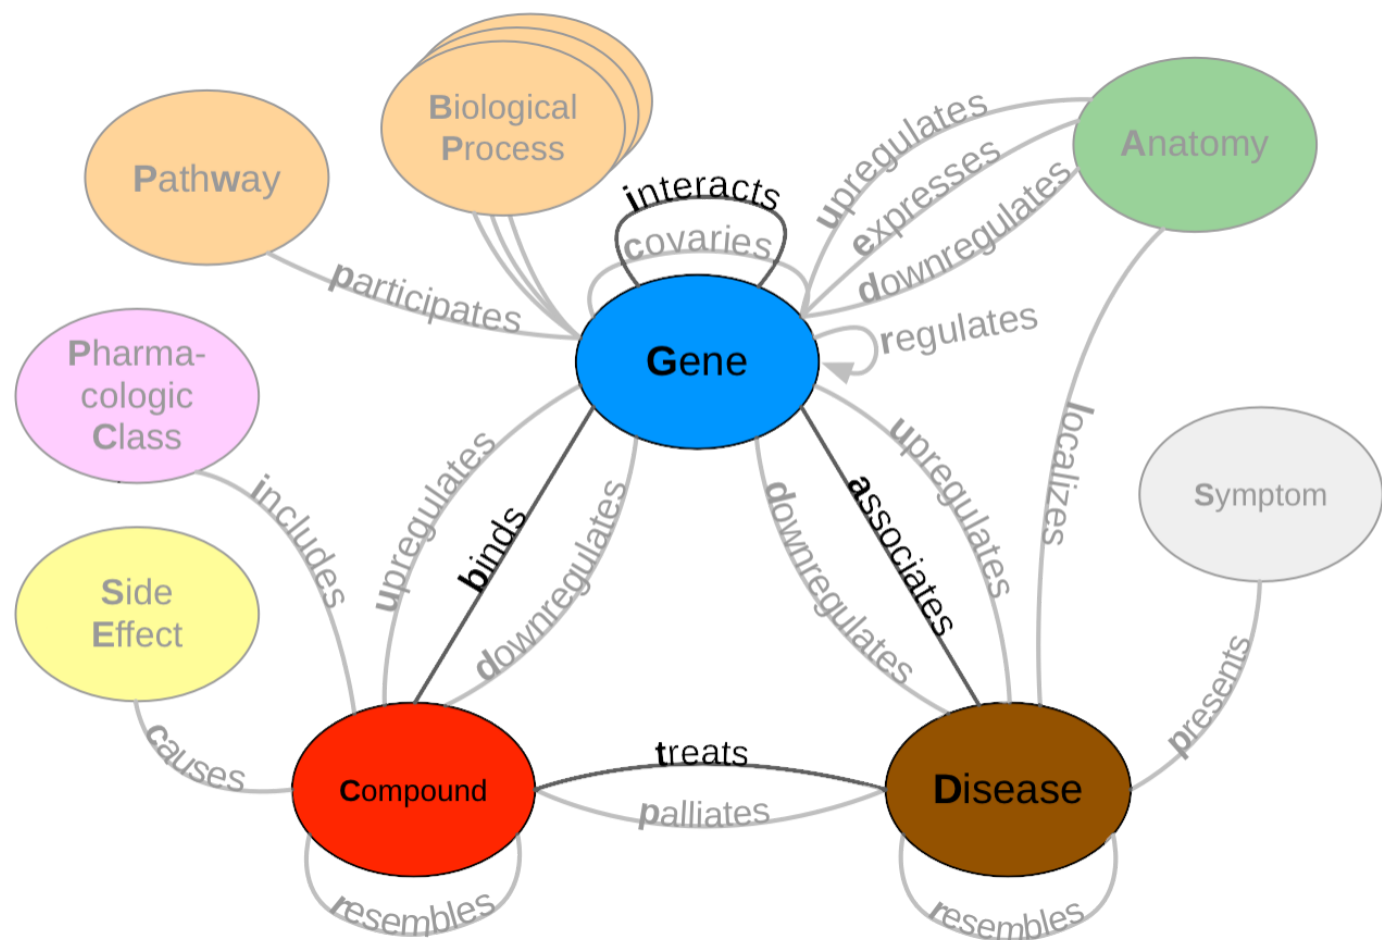 Biological
Process
Anatomy
Pathway
interacts
covaries
upregulates
expresses
downregulates
participates
regulates
Pharma-
cologic
Class
Gene
localizes
Symptom
includes
upregulates
binds
downregulates
downregulates
associates
upregulates
Side
Effect
presents
causes
treats
palliates
Compound
Disease
resembles
resembles